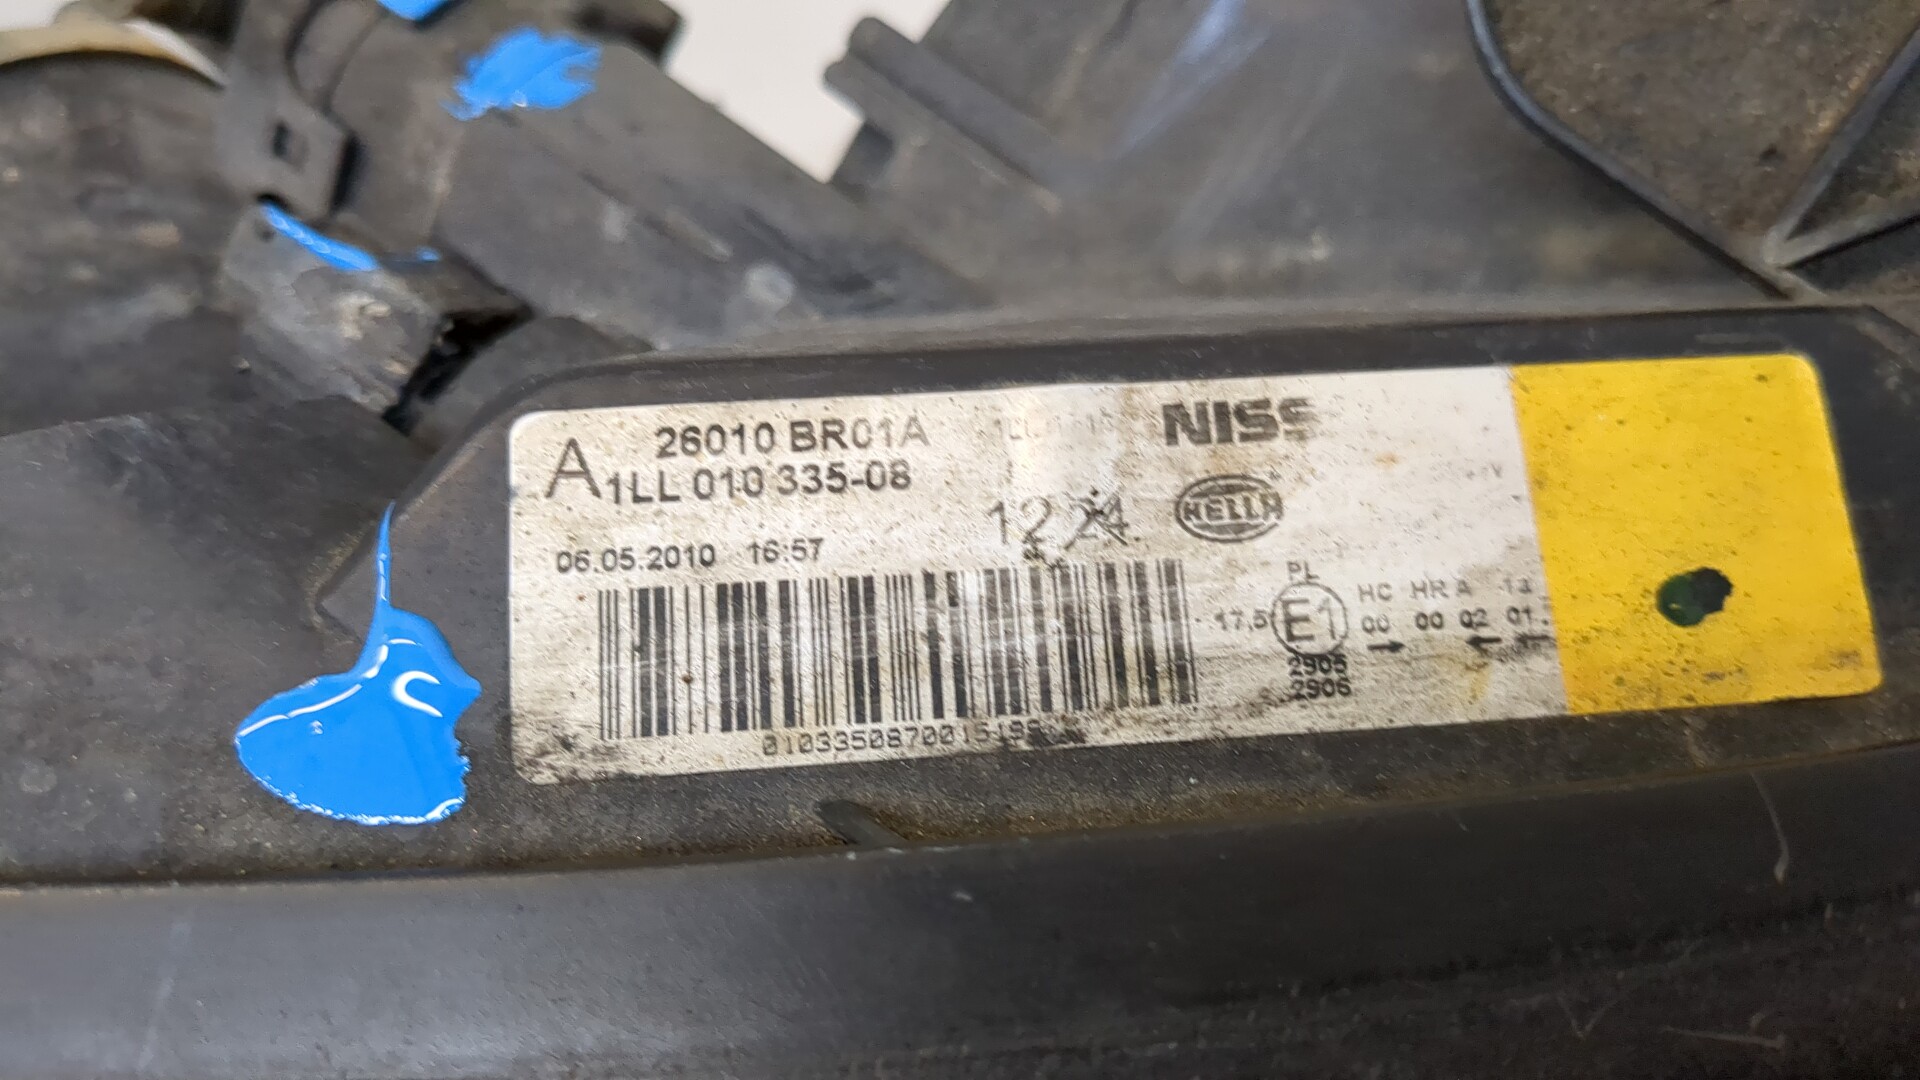 26010 BR01A
A 1LL 010 335-08
NISS
HELLA
06.05.2010 16:57
17,5
PL
E1
HC HR A
00 00 02 01
2905
2906